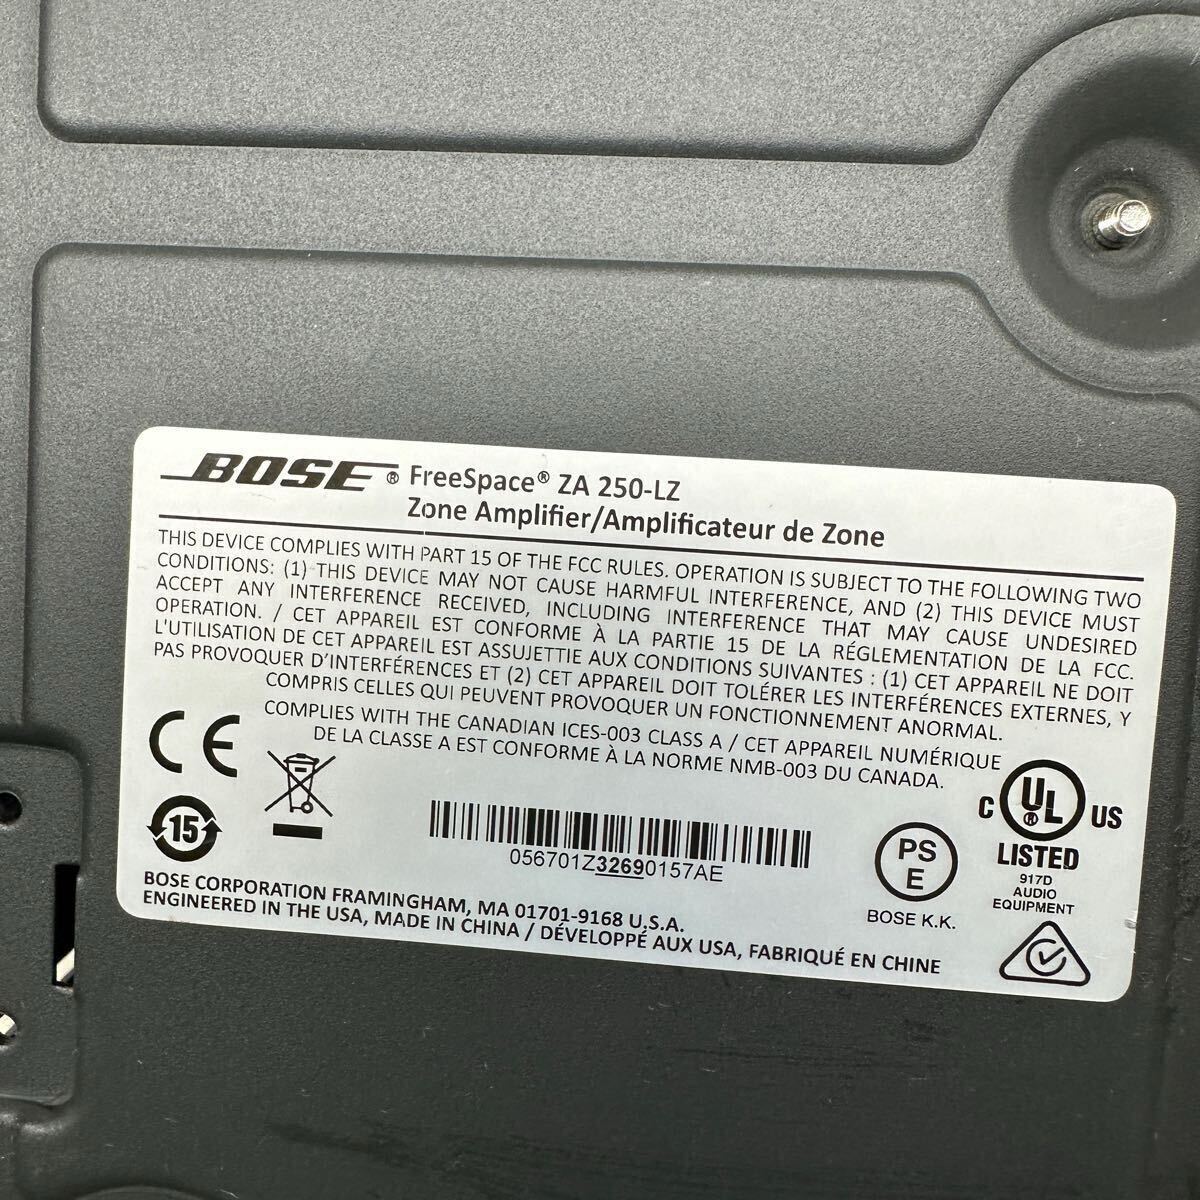 BOSE® FreeSpace® ZA 250-LZ
Zone Amplifier/Amplificateur de Zone
THIS DEVICE COMPLIES WITH PART 15 OF THE FCC RULES. OPERATION IS SUBJECT TO THE FOLLOWING TWO
CONDITIONS: (1) THIS DEVICE MAY NOT CAUSE HARMFUL INTERFERENCE, AND (2) THIS DEVICE MUST
ACCEPT ANY INTERFERENCE RECEIVED, INCLUDING INTERFERENCE THAT MAY CAUSE UNDESIRED
OPERATION. / CET APPAREIL EST CONFORME À LA PARTIE 15 DE LA RÉGLEMENTATION DE LA FCC.
L'UTILISATION DE CET APPAREIL EST ASSUJETTIE AUX CONDITIONS SUIVANTES : (1) CET APPAREIL NE DOIT
PAS PROVOQUER D'INTERFÉRENCES ET (2) CET APPAREIL DOIT TOLÉRER LES INTERFÉRENCES EXTERNES, Y
COMPRIS CELLES QUI PEUVENT PROVOQUER UN FONCTIONNEMENT ANORMAL.
COMPLIES WITH THE CANADIAN ICES-003 CLASS A / CET APPAREIL NUMÉRIQUE
DE LA CLASSE A EST CONFORME À LA NORME NMB-003 DU CANADA.
CE
15
056701Z32690157AE
PS
E
BOSE K.K.
C UL® US
LISTED
917D
AUDIO
EQUIPMENT
BOSE CORPORATION FRAMINGHAM, MA 01701-9168 U.S.A.
ENGINEERED IN THE USA, MADE IN CHINA / DÉVELOPPÉ AUX USA, FABRIQUÉ EN CHINE